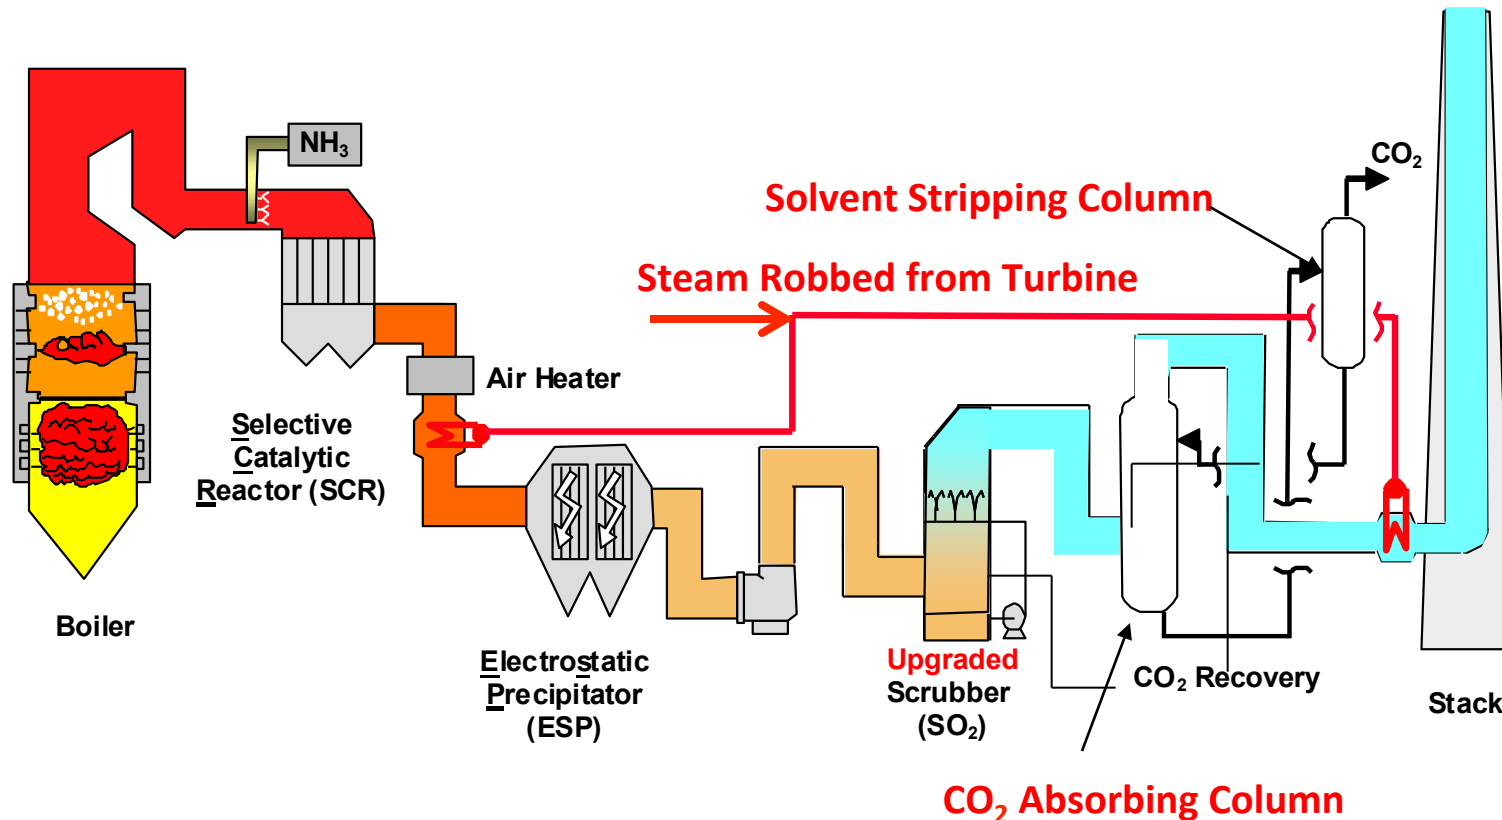 NH₃
CO₂
Solvent Stripping Column
Steam Robbed from Turbine
Air Heater
Selective
Catalytic
Reactor (SCR)
Boiler
Electrostatic
Precipitator
(ESP)
Upgraded
Scrubber
(SO₂)
CO₂ Recovery
Stack
CO₂ Absorbing Column